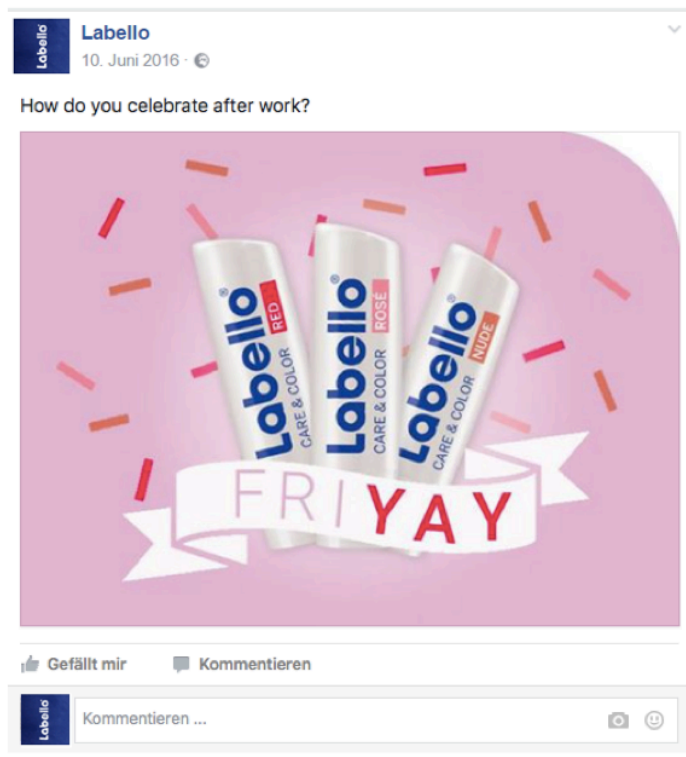 Labello
Labello
10. Juni 2016 ·
How do you celebrate after work?
Labello®
RED
CARE & COLOR
Labello®
ROSÉ
CARE & COLOR
Labello®
NUDE
CARE & COLOR
FRIYAY
Gefällt mir
Kommentieren
Labello
Kommentieren ...